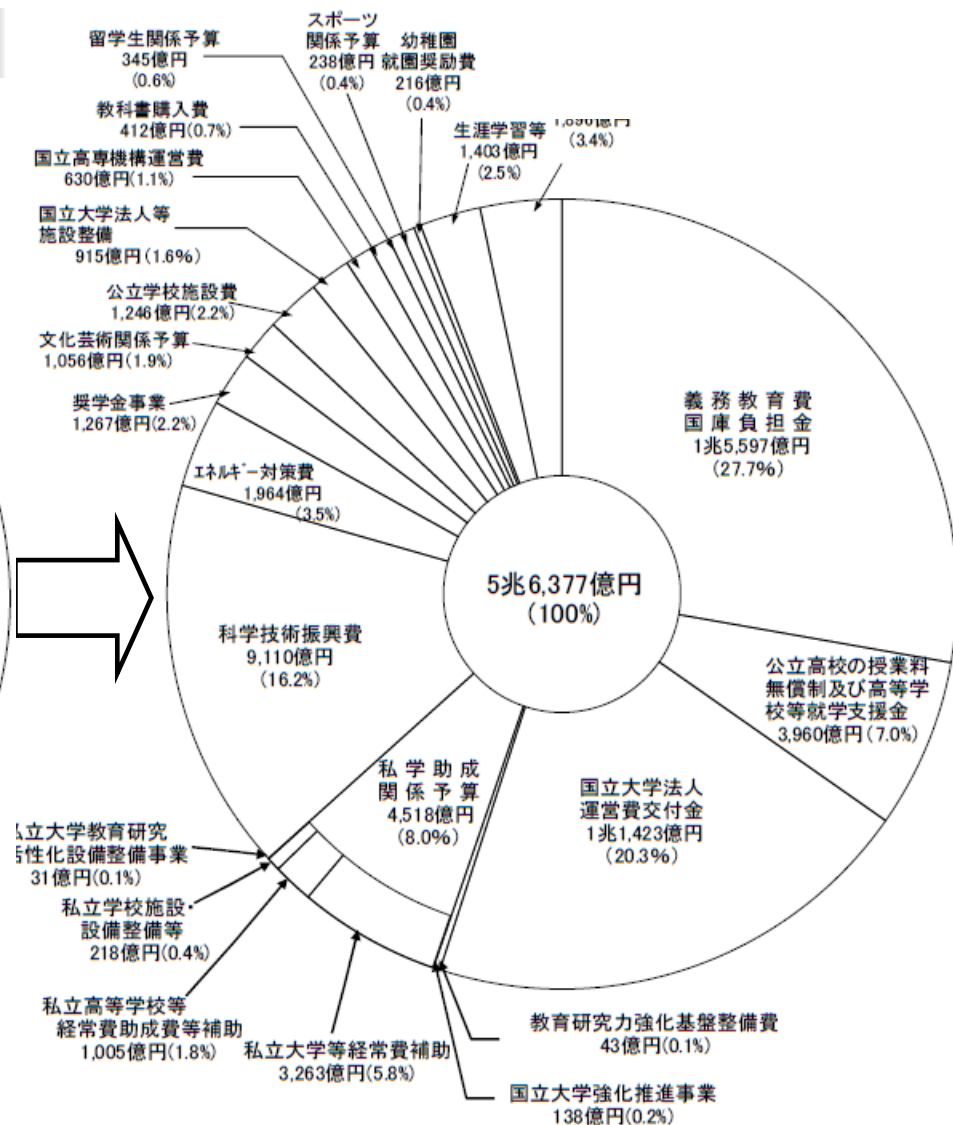 留学生関係予算
345億円
(0.6%)
スポーツ
関係予算
238億円
(0.4%)
幼稚園
就園奨励費
216億円
(0.4%)
教科書購入費
412億円(0.7%)
生涯学習等
1,403億円
(2.5%)
(3.4%)
国立高専機構運営費
630億円(1.1%)
国立大学法人等
施設整備
915億円(1.6%)
公立学校施設費
1,246億円(2.2%)
文化芸術関係予算
1,056億円(1.9%)
奨学金事業
1,267億円(2.2%)
エネルギー対策費
1,964億円
(3.5%)
義務教育費
国庫負担金
1兆5,597億円
(27.7%)
5兆6,377億円
(100%)
科学技術振興費
9,110億円
(16.2%)
公立高校の授業料
無償制及び高等学
校等就学支援金
3,960億円(7.0%)
私学助成
関係予算
4,518億円
(8.0%)
国立大学法人
運営費交付金
1兆1,423億円
(20.3%)
立大学教育研究
性化設備整備事業
31億円(0.1%)
私立学校施設・
設備整備等
218億円(0.4%)
私立高等学校等
経常費助成費等補助
1,005億円(1.8%)
私立大学等経常費補助
3,263億円(5.8%)
教育研究力強化基盤整備費
43億円(0.1%)
国立大学強化推進事業
138億円(0.2%)